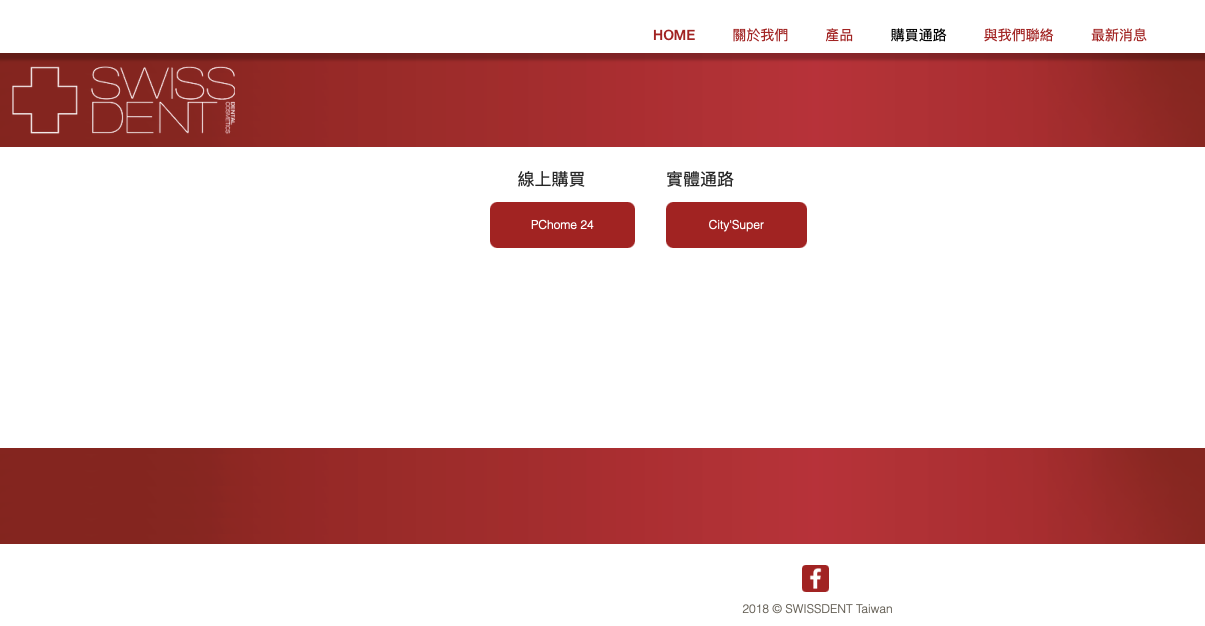 HOME 關於我們 產品 購買通路 與我們聯絡 最新消息
SWISS
DENT
DENTAL
COSMETICS
線上購買 實體通路
PChome 24 City'Super
2018 © SWISSDENT Taiwan